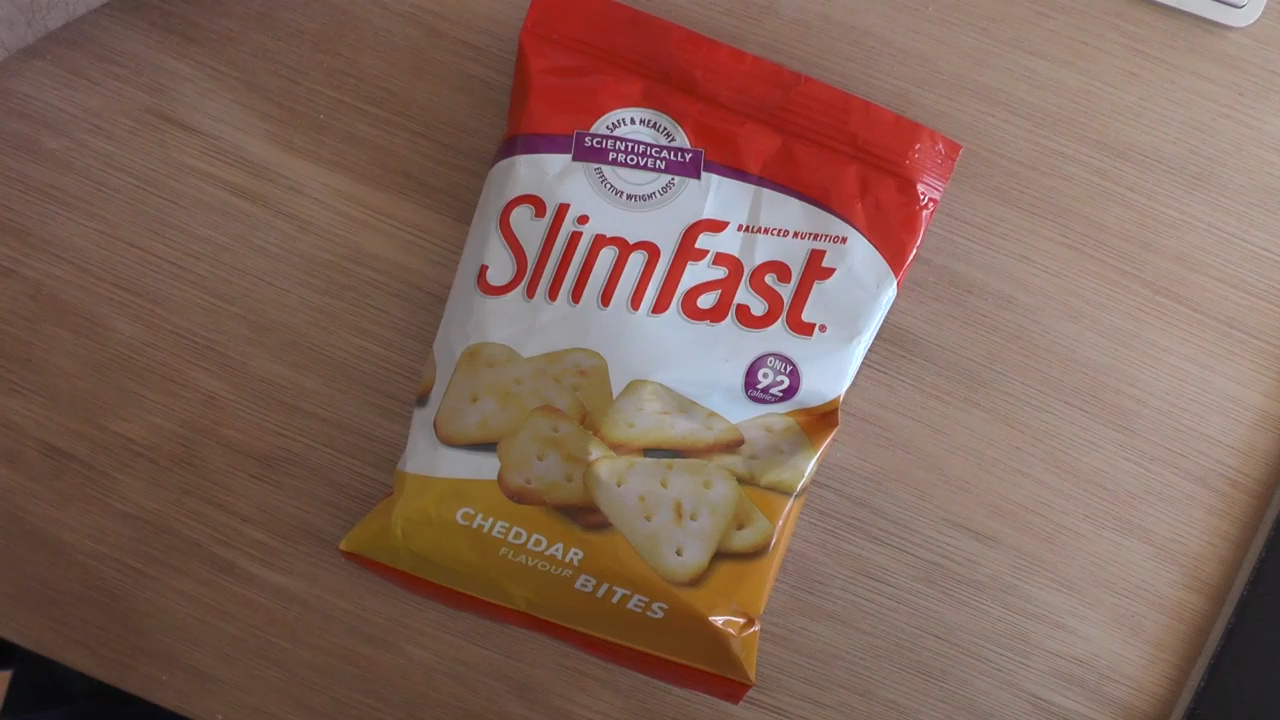 SAFE & HEALTHY
SCIENTIFICALLY
PROVEN
EFFECTIVE WEIGHT LOSS*
BALANCED NUTRITION
Slimfast®
ONLY
92
calories*
CHEDDAR
FLAVOUR BITES